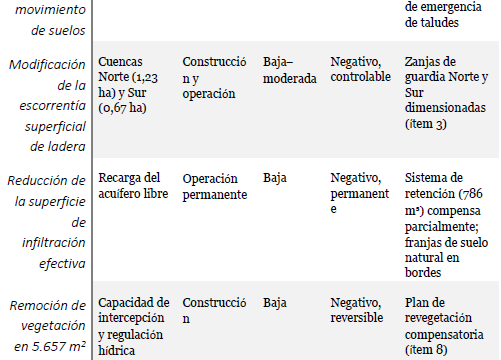 movimiento
de suelos
de emergencia
de taludes
Modificación
de la
escorrentía
superficial
de ladera
Cuencas
Norte (1,23
ha) y Sur
(0,67 ha)
Construcció
n y
operación
Baja–
moderada
Negativo,
controlable
Zanjas de
guardia Norte y
Sur
dimensionadas
(ítem 3)
Reducción de
la superficie
de
infiltración
efectiva
Recarga del
acuífero libre
Operación
permanente
Baja
Negativo,
permanent
e
Sistema de
retención (786
m³) compensa
parcialmente;
franjas de suelo
natural en
bordes
Remoción de
vegetación
en 5.657 m²
Capacidad de
intercepción
y regulación
hídrica
Construcció
n
Baja
Negativo,
reversible
Plan de
revegetación
compensatoria
(ítem 8)